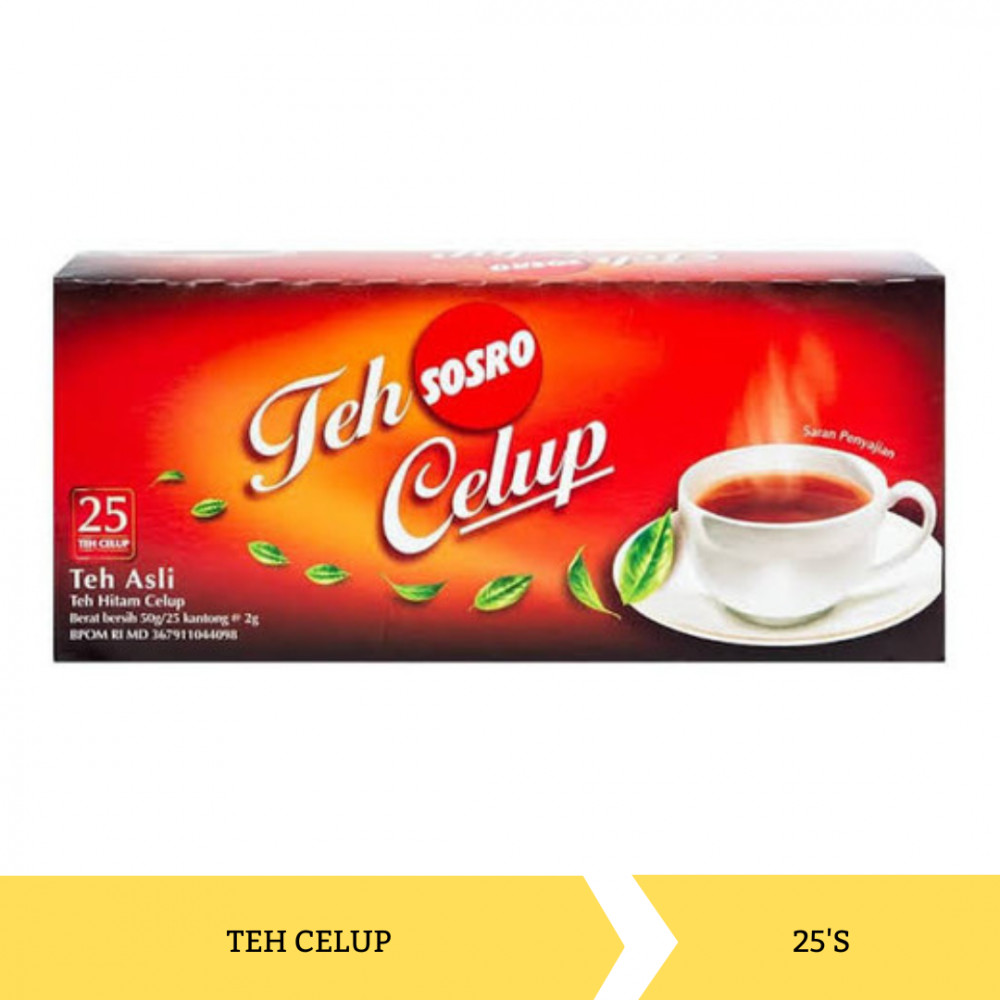 Teh SOSRO
Celup
Saran Penyajian
25
TEH CELUP
Teh Asli
Teh Hitam Celup
Berat bersih 50g/25 kantong @ 2g
BPOM RI MD 367911044098
TEH CELUP
25'S